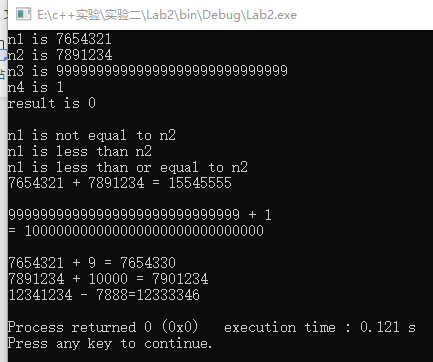 E:\c++实验\实验二\Lab2\bin\Debug\Lab2.exe
n1 is 7654321
n2 is 7891234
n3 is 99999999999999999999999999999
n4 is 1
result is 0
n1 is not equal to n2
n1 is less than n2
n1 is less than or equal to n2
7654321 + 7891234 = 15545555
99999999999999999999999999999 + 1
= 100000000000000000000000000000
7654321 + 9 = 7654330
7891234 + 10000 = 7901234
12341234 - 7888=12333346
Process returned 0 (0x0)   execution time : 0.121 s
Press any key to continue.